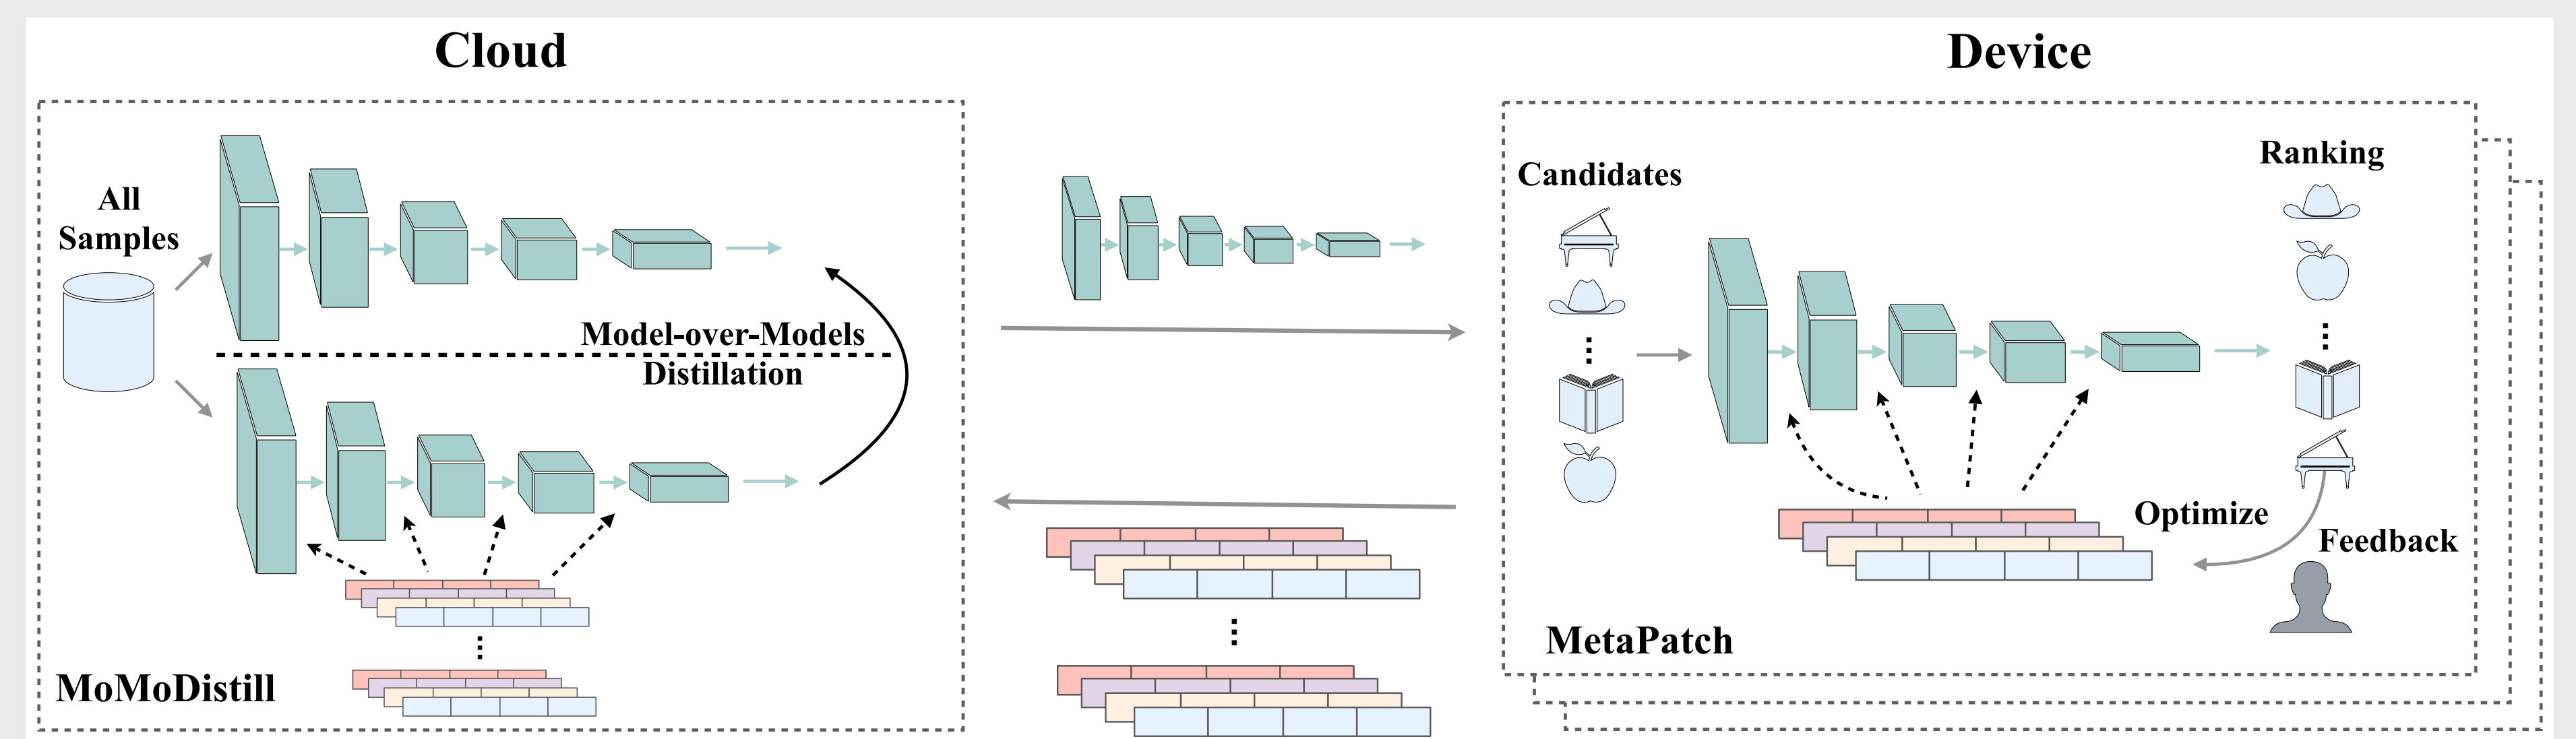 Cloud
Device
All
Samples
Model-over-Models
Distillation
MoMoDistill
Candidates
Ranking
Optimize
Feedback
MetaPatch